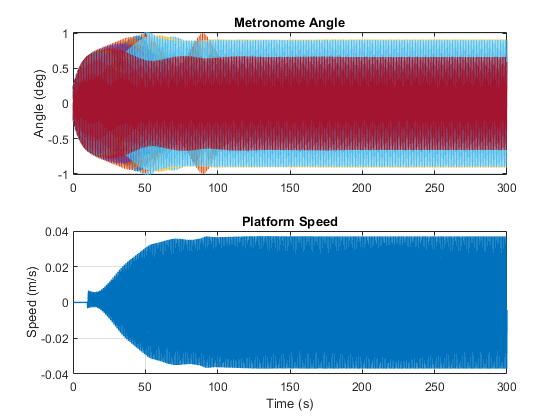 Metronome Angle
1
0.5
0
-0.5
-1
Angle (deg)
0 50 100 150 200 250 300
Platform Speed
0.04
0.02
0
-0.02
-0.04
Speed (m/s)
0 50 100 150 200 250 300
Time (s)